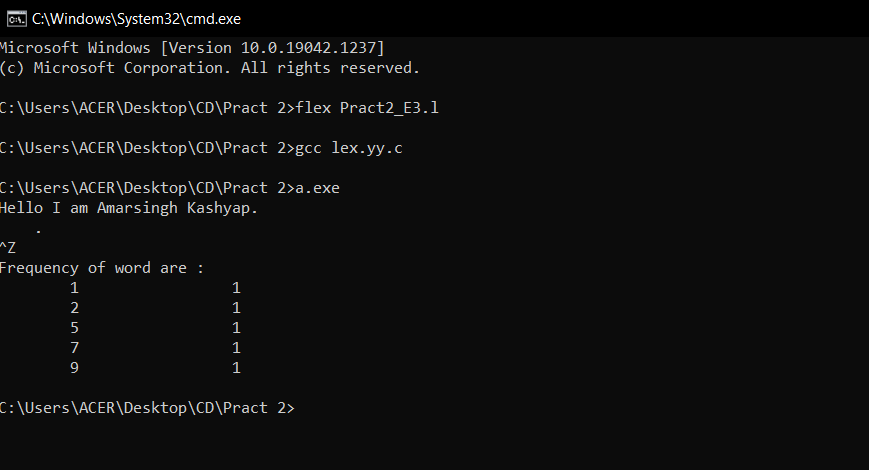 C:\Windows\System32\cmd.exe
Microsoft Windows [Version 10.0.19042.1237]
(c) Microsoft Corporation. All rights reserved.
C:\Users\ACER\Desktop\CD\Pract 2>flex Pract2_E3.l
C:\Users\ACER\Desktop\CD\Pract 2>gcc lex.yy.c
C:\Users\ACER\Desktop\CD\Pract 2>a.exe
Hello I am Amarsingh Kashyap.
.
^Z
Frequency of word are :
1 1
2 1
5 1
7 1
9 1
C:\Users\ACER\Desktop\CD\Pract 2>